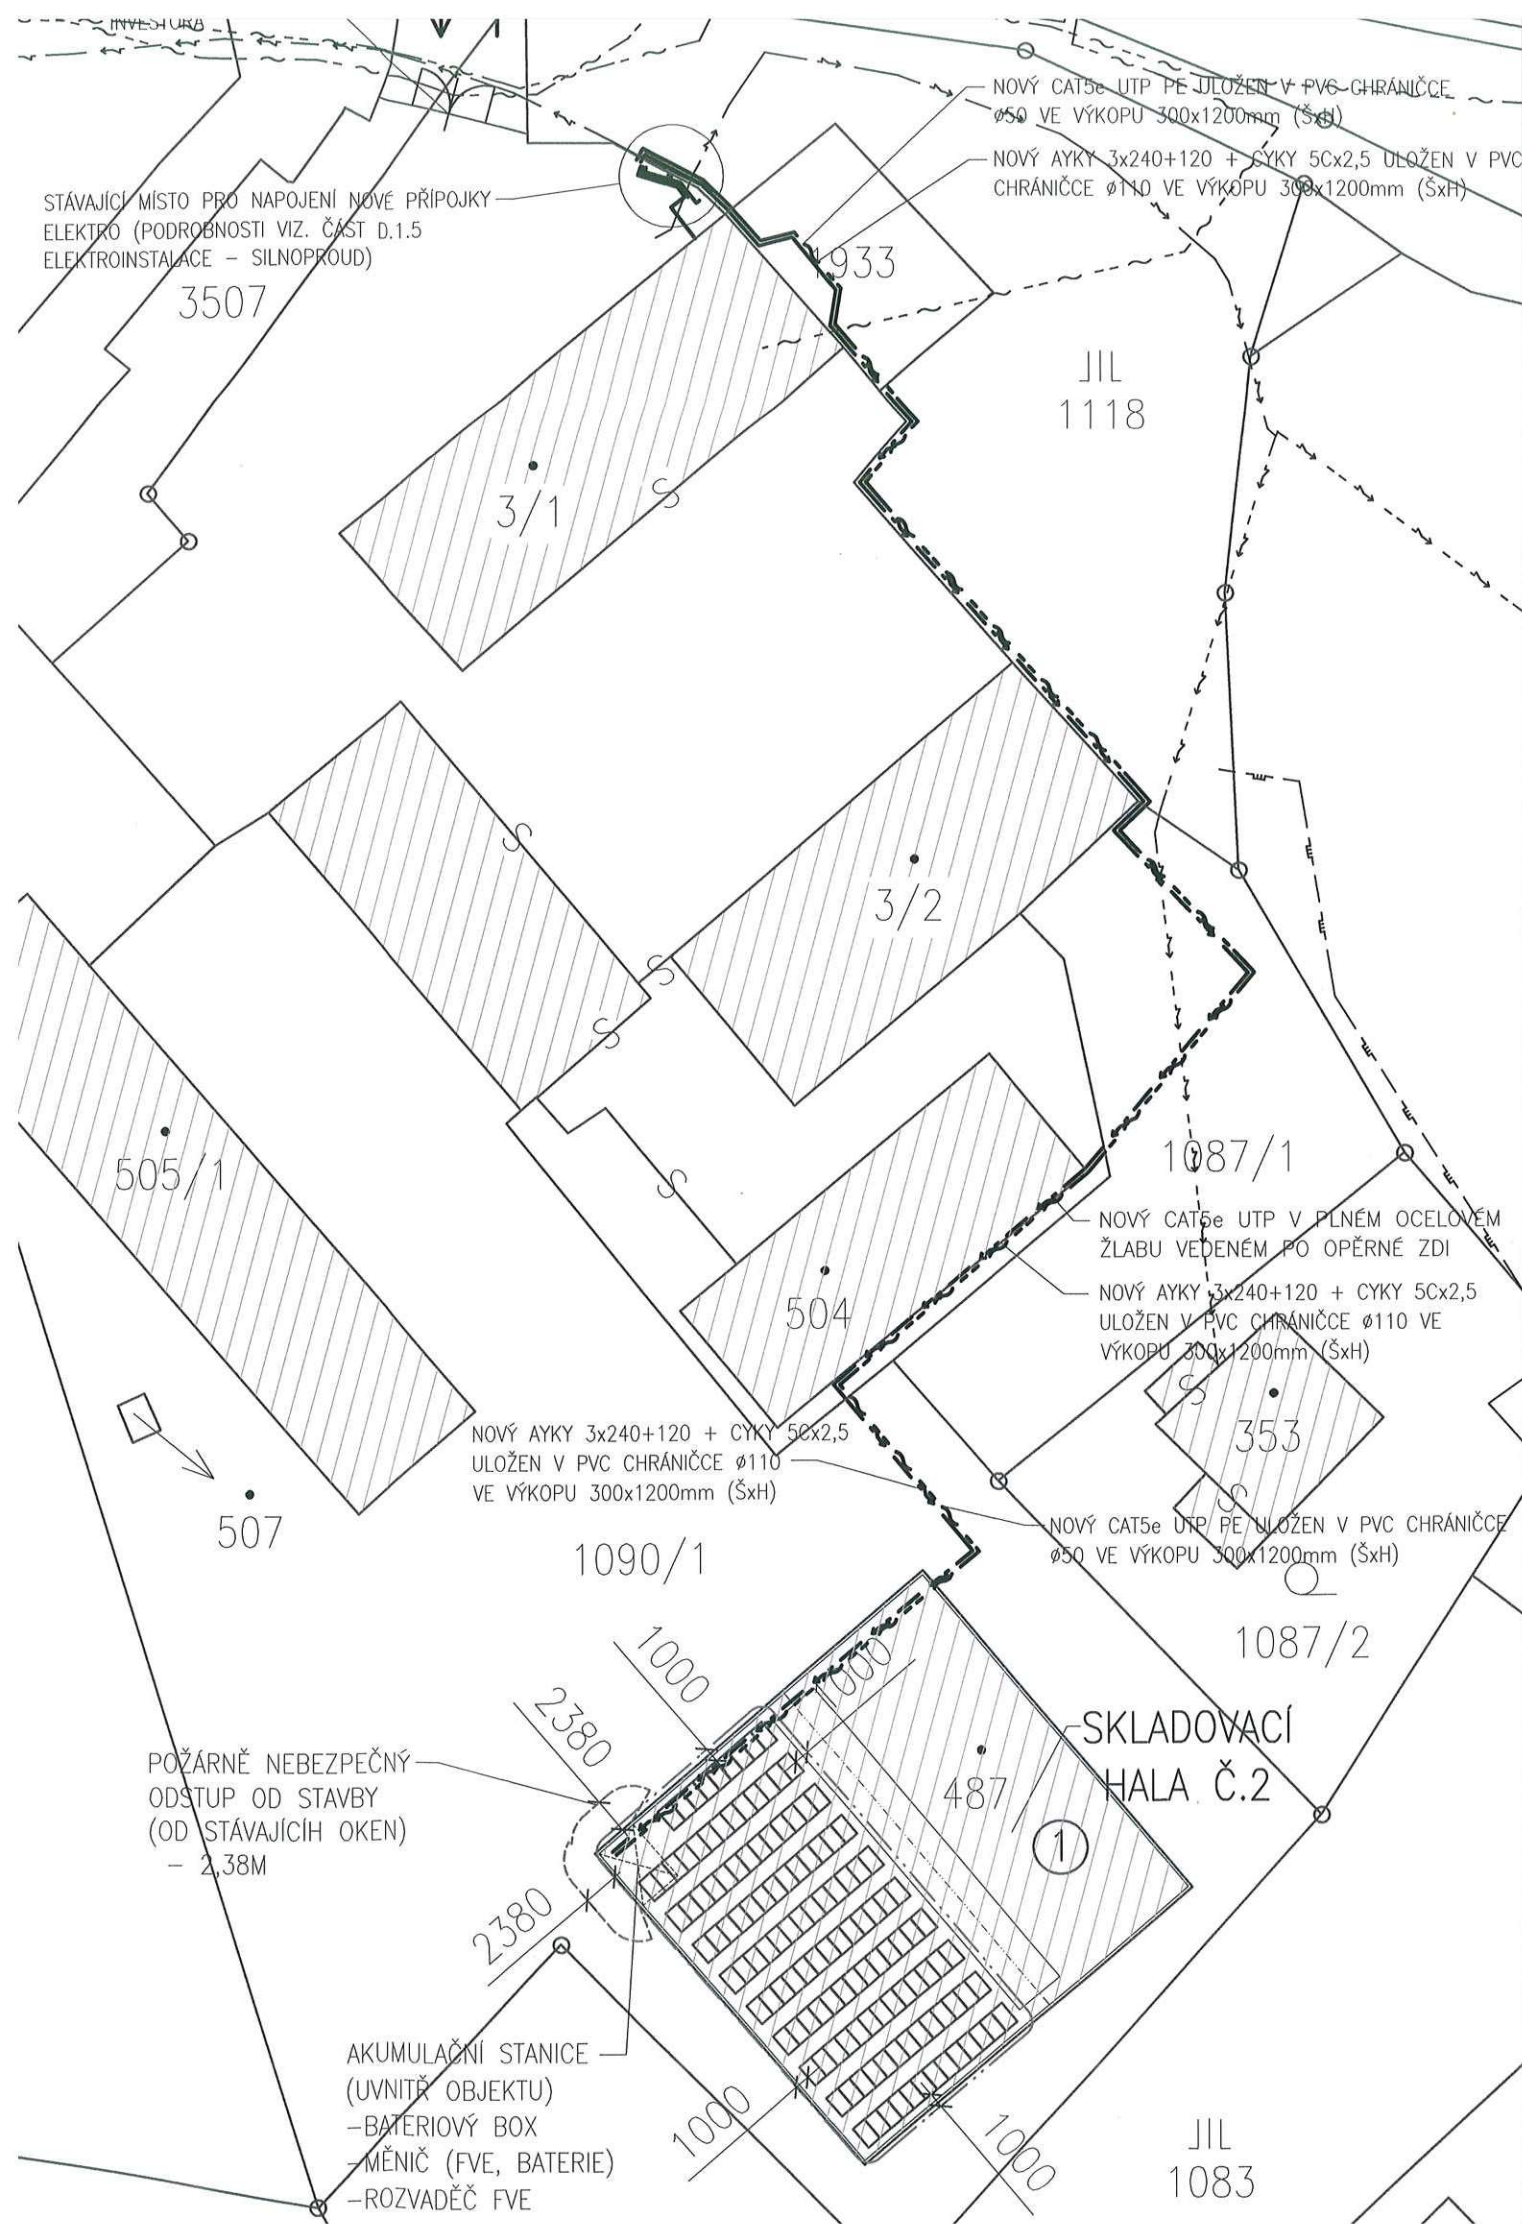 INVESTORA
NOVÝ CAT5e UTP PE ULOŽEN V PVC CHRÁNIČCE
ø50 VE VÝKOPU 300x1200mm (ŠxH)
NOVÝ AYKY 3x240+120 + CYKY 5Cx2,5 ULOŽEN V PVC
CHRÁNIČCE ø110 VE VÝKOPU 300x1200mm (ŠxH)
STÁVAJÍCÍ MÍSTO PRO NAPOJENÍ NOVÉ PŘÍPOJKY
ELEKTRO (PODROBNOSTI VIZ. ČÁST D.1.5
ELEKTROINSTALACE – SILNOPROUD)
1933
3507
1118
3/1
S
3/2
S
S
S
S
505/1
1087/1
NOVÝ CAT5e UTP V PLNÉM OCELOVÉM
ŽLABU VEDENÉM PO OPĚRNÉ ZDI
NOVÝ AYKY 3x240+120 + CYKY 5Cx2,5
ULOŽEN V PVC CHRÁNIČCE ø110 VE
VÝKOPU 300x1200mm (ŠxH)
504
S
353
S
NOVÝ AYKY 3x240+120 + CYKY 5Cx2,5
ULOŽEN V PVC CHRÁNIČCE ø110
VE VÝKOPU 300x1200mm (ŠxH)
507
NOVÝ CAT5e UTP PE ULOŽEN V PVC CHRÁNIČCE
ø50 VE VÝKOPU 300x1200mm (ŠxH)
1090/1
1087/2
1000
1000
2380
SKLADOVACÍ
HALA Č.2
487
1
POŽÁRNĚ NEBEZPEČNÝ
ODSTUP OD STAVBY
(OD STÁVAJÍCÍH OKEN)
– 2,38M
2380
AKUMULAČNÍ STANICE
(UVNITŘ OBJEKTU)
–BATERIOVÝ BOX
–MĚNIČ (FVE, BATERIE)
–ROZVADĚČ FVE
1000
1000
1083